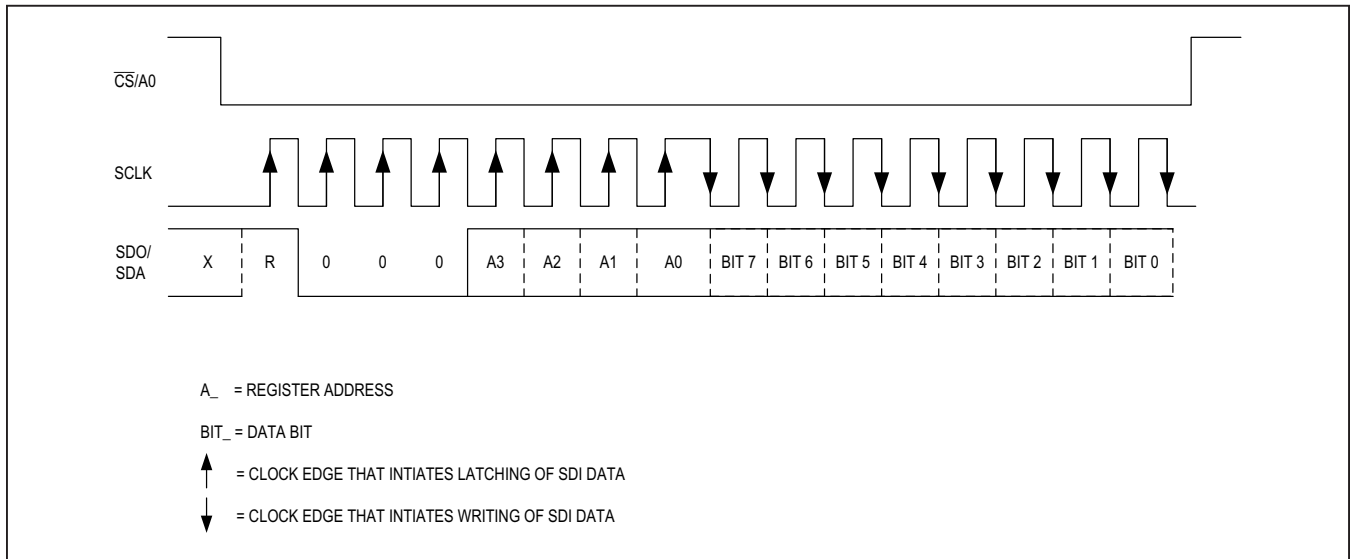 CS/A0
SCLK
SDO/
SDA
X R 0 0 0 A3 A2 A1 A0 BIT 7 BIT 6 BIT 5 BIT 4 BIT 3 BIT 2 BIT 1 BIT 0
A_ = REGISTER ADDRESS
BIT_ = DATA BIT
= CLOCK EDGE THAT INTIATES LATCHING OF SDI DATA
= CLOCK EDGE THAT INTIATES WRITING OF SDI DATA